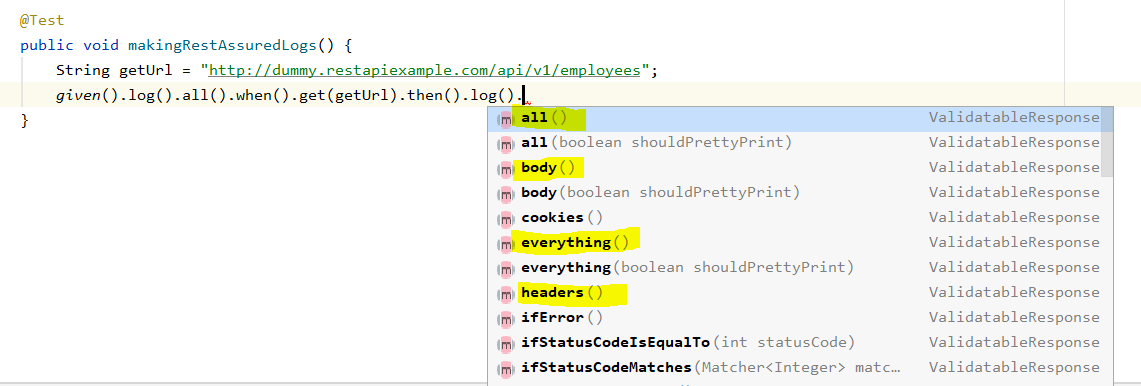 @Test
public void makingRestAssuredLogs() {
String getUrl = "http://dummy.restapiexample.com/api/v1/employees";
given().log().all().when().get(getUrl).then().log().
}
m all() ValidatableResponse
m all(boolean shouldPrettyPrint) ValidatableResponse
m body() ValidatableResponse
m body(boolean shouldPrettyPrint) ValidatableResponse
m cookies() ValidatableResponse
m everything() ValidatableResponse
m everything(boolean shouldPrettyPrint) ValidatableResponse
m headers() ValidatableResponse
m ifError() ValidatableResponse
m ifStatusCodeIsEqualTo(int statusCode) ValidatableResponse
m ifStatusCodeMatches(Matcher<Integer> matc… ValidatableResponse